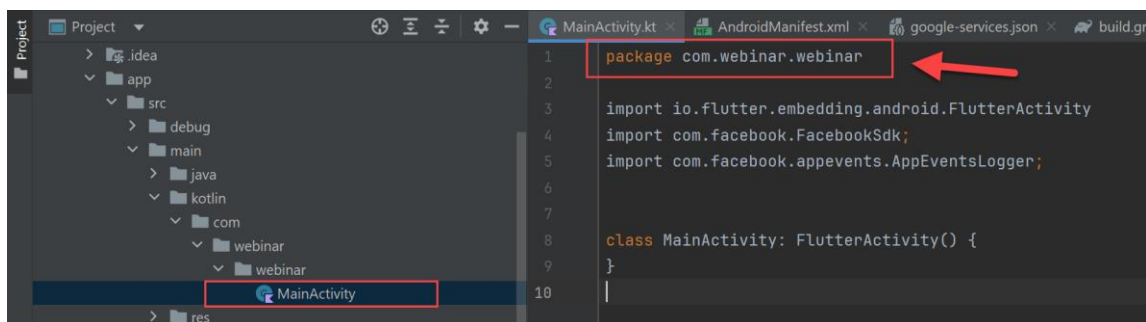 Project
Project
.idea
app
src
debug
main
java
kotlin
com
webinar
webinar
MainActivity
res
MainActivity.kt
AndroidManifest.xml
google-services.json
build.gr
1 package com.webinar.webinar
2
3 import io.flutter.embedding.android.FlutterActivity
4 import com.facebook.FacebookSdk;
5 import com.facebook.appevents.AppEventsLogger;
6
7
8 class MainActivity: FlutterActivity() {
9 }
10